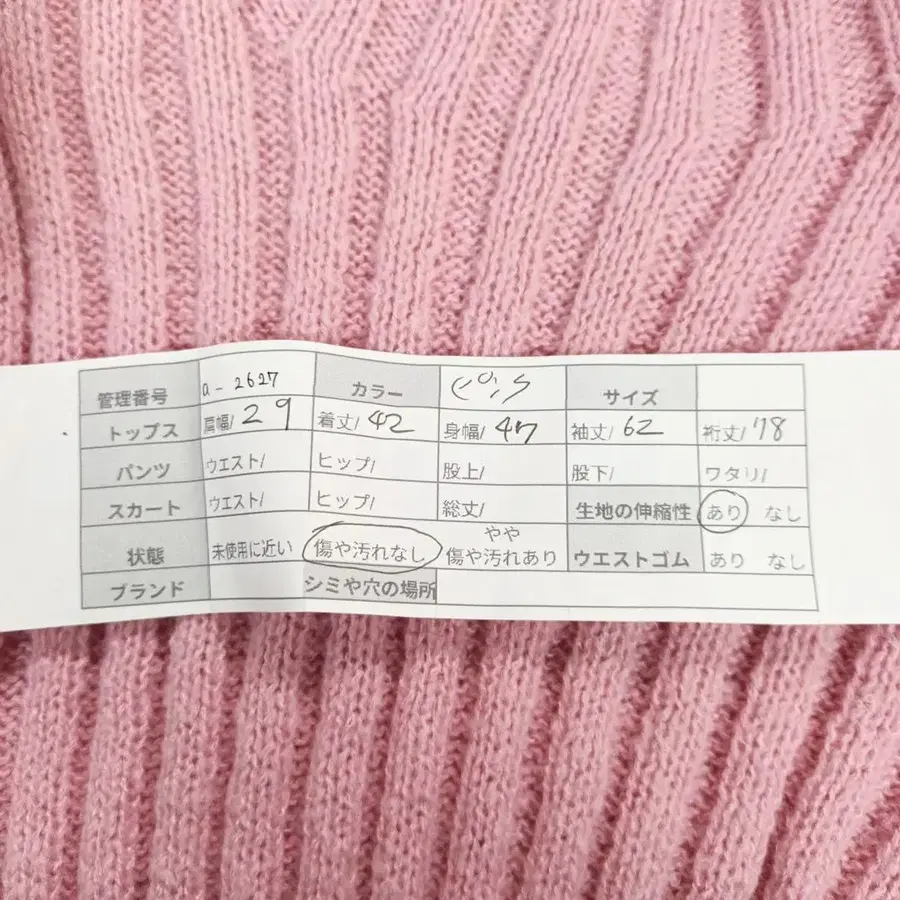 管理番号 a-2627 カラー ピンク サイズ
トップス 肩幅/ 29 着丈/ 42 身幅/ 47 袖丈/ 62 裄丈/ 78
パンツ ウエスト/ ヒップ/ 股上/ 股下/ ワタリ/
スカート ウエスト/ ヒップ/ 総丈/ 生地の伸縮性 あり なし
状態 未使用に近い 傷や汚れなし やや傷や汚れあり ウエストゴム あり なし
ブランド シミや穴の場所